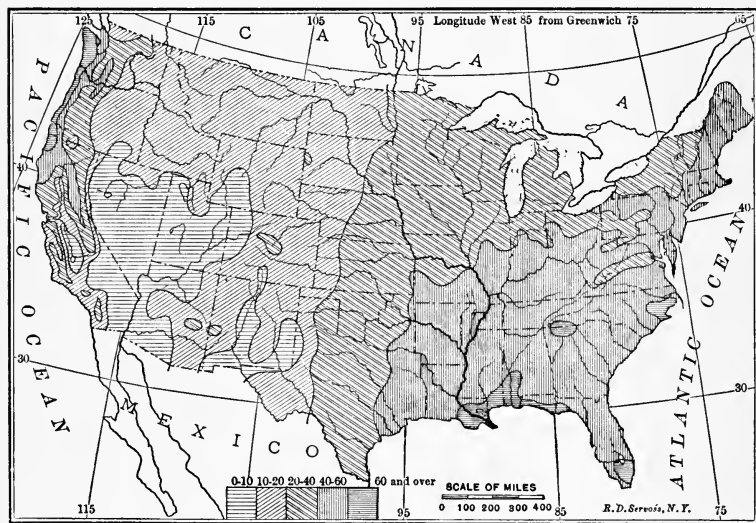 125 115 105 95 Longitude West from Greenwich 85 75 65
CANADA
PACIFIC OCEAN
40
40
ATLANTIC OCEAN
30
30
MEXICO
0-10 10-20 20-40 40-60 60 and over
SCALE OF MILES
0 100 200 300 400
115 95 85 75
R.D. Servoss, N.Y.